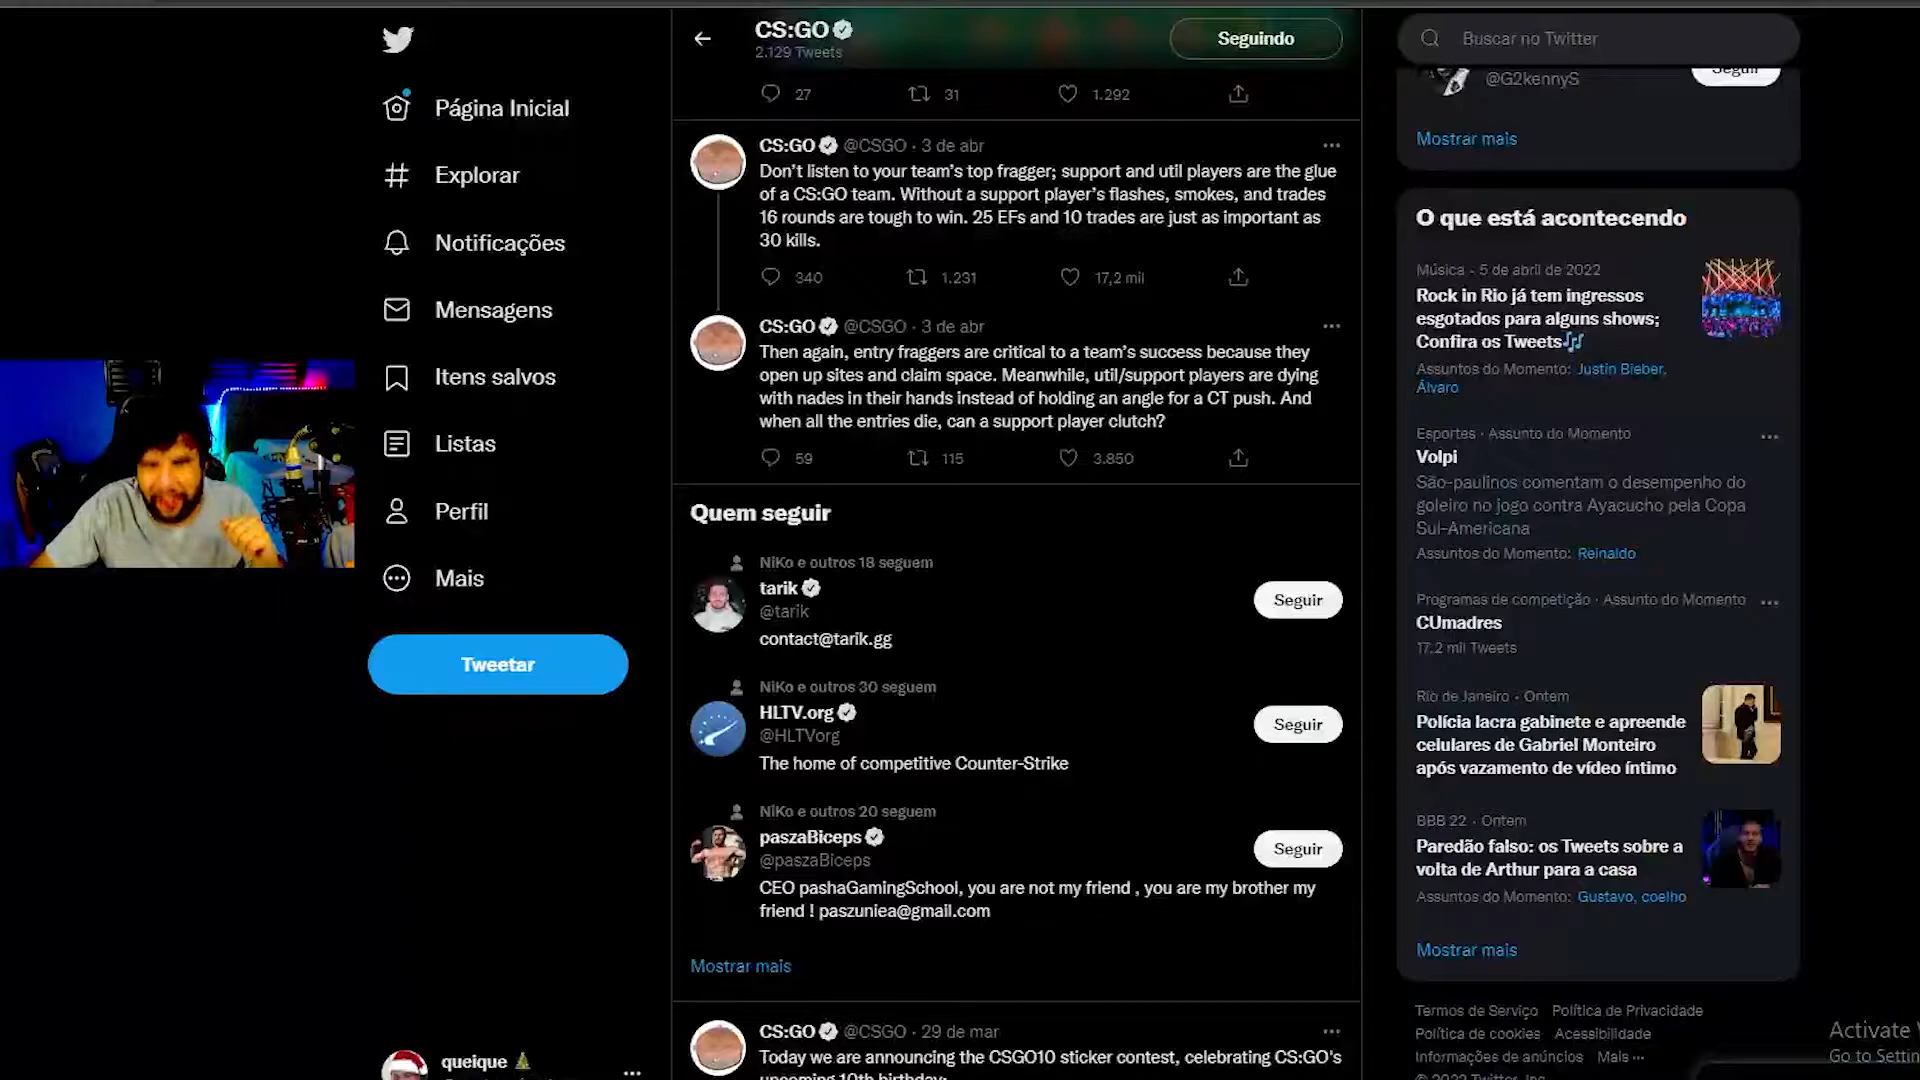 Página Inicial
Explorar
Notificações
Mensagens
Itens salvos
Listas
Perfil
Mais
Tweetar
queique
CS:GO
2.129 Tweets
Seguindo
27 31 1.292
CS:GO @CSGO · 3 de abr
Don't listen to your team's top fragger; support and util players are the glue
of a CS:GO team. Without a support player's flashes, smokes, and trades
16 rounds are tough to win. 25 EFs and 10 trades are just as important as
30 kills.
340 1.231 17,2 mil
CS:GO @CSGO · 3 de abr
Then again, entry fraggers are critical to a team's success because they
open up sites and claim space. Meanwhile, util/support players are dying
with nades in their hands instead of holding an angle for a CT push. And
when all the entries die, can a support player clutch?
59 115 3.850
Quem seguir
NiKo e outros 18 seguem
tarik
@tarik
Seguir
contact@tarik.gg
NiKo e outros 30 seguem
HLTV.org
@HLTVorg
Seguir
The home of competitive Counter-Strike
NiKo e outros 20 seguem
paszaBiceps
@paszaBiceps
Seguir
CEO pashaGamingSchool, you are not my friend , you are my brother my
friend ! paszuniea@gmail.com
Mostrar mais
CS:GO @CSGO · 29 de mar
Today we are announcing the CSGO10 sticker contest, celebrating CS:GO's
upcoming 10th birthday:
Buscar no Twitter
@G2kennyS
Seguir
Mostrar mais
O que está acontecendo
Música · 5 de abril de 2022
Rock in Rio já tem ingressos
esgotados para alguns shows;
Confira os Tweets🎶
Assuntos do Momento: Justin Bieber,
Álvaro
Esportes · Assunto do Momento
Volpi
São-paulinos comentam o desempenho do
goleiro no jogo contra Ayacucho pela Copa
Sul-Americana
Assuntos do Momento: Reinaldo
Programas de competição · Assunto do Momento
CUmadres
17,2 mil Tweets
Rio de Janeiro · Ontem
Polícia lacra gabinete e apreende
celulares de Gabriel Monteiro
após vazamento de vídeo íntimo
BBB 22 · Ontem
Paredão falso: os Tweets sobre a
volta de Arthur para a casa
Assuntos do Momento: Gustavo, coelho
Mostrar mais
Termos de Serviço Política de Privacidade
Política de cookies Acessibilidade
Informações de anúncios Mais ···
© 2022 Twitter, Inc.
Activate
Go to Settin